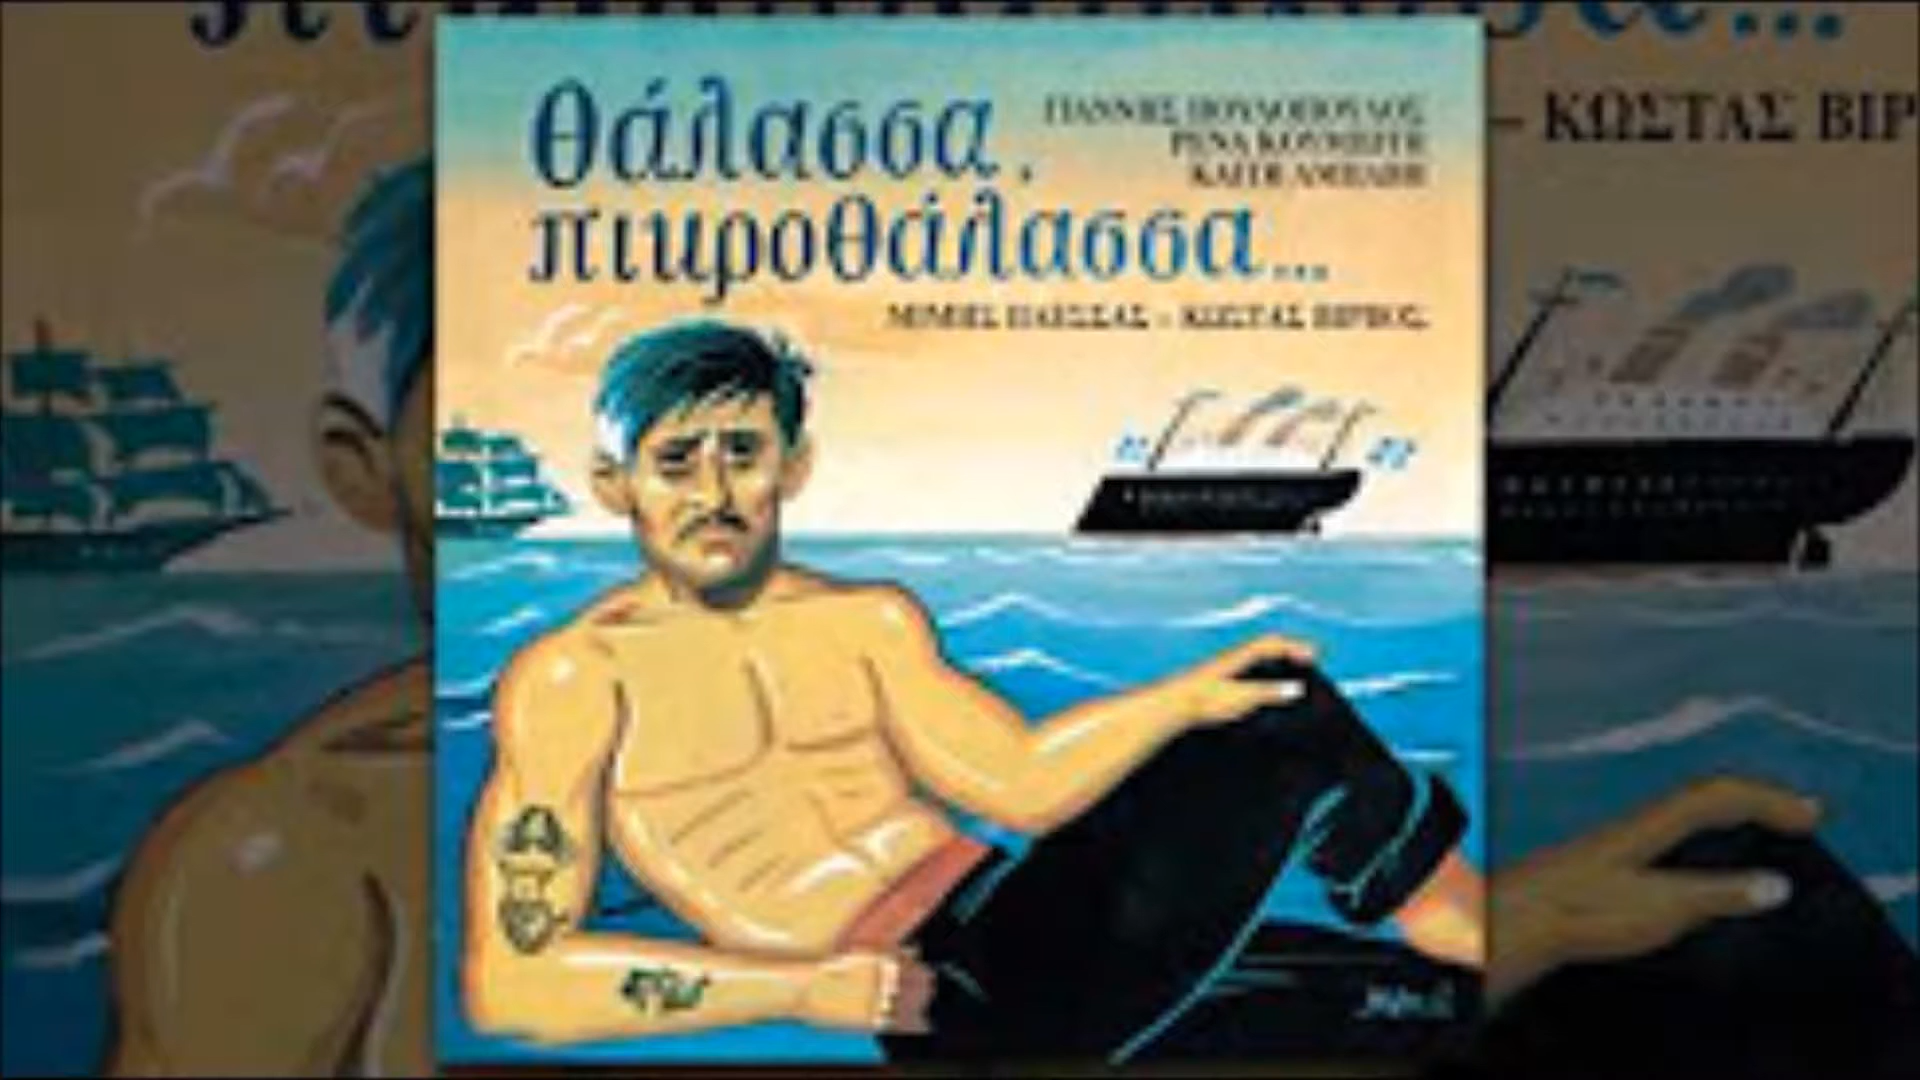 θάλασσα,
πικροθάλασσα...
ΓΙΑΝΝΗΣ ΠΟΥΛΟΠΟΥΛΟΣ
ΡΕΝΑ ΚΟΥΜΙΩΤΗ
ΚΑΙΤΗ ΑΜΠΑΒΗ
ΜΙΜΗΣ ΠΛΕΣΣΑΣ - ΚΩΣΤΑΣ ΒΙΡΒΟΣ
– ΚΩΣΤΑΣ ΒΙΡ